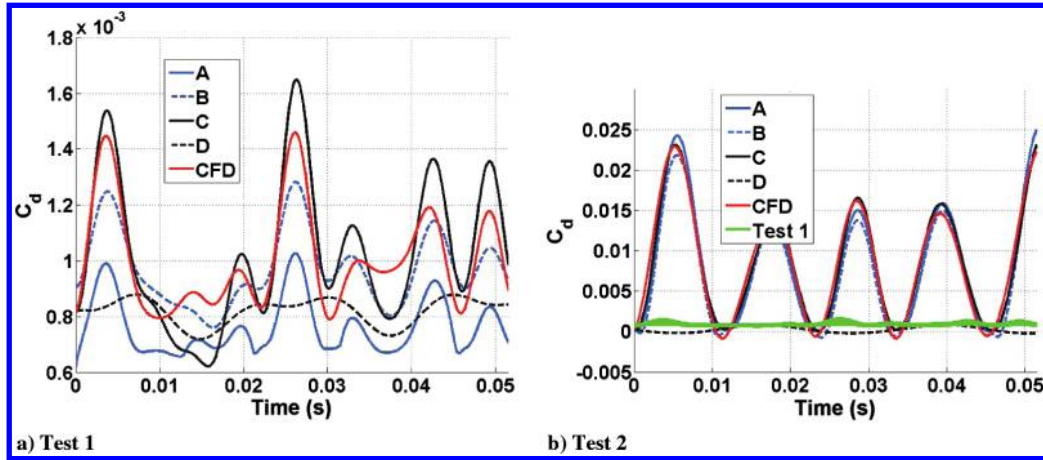 x 10⁻³
1.8
1.6
1.4
1.2
1
0.8
0.6
C_d
A
B
C
D
CFD
0 0.01 0.02 0.03 0.04 0.05
Time (s)
a) Test 1
0.025
0.02
0.015
0.01
0.005
0
-0.005
C_d
A
B
C
D
CFD
Test 1
0 0.01 0.02 0.03 0.04 0.05
Time (s)
b) Test 2